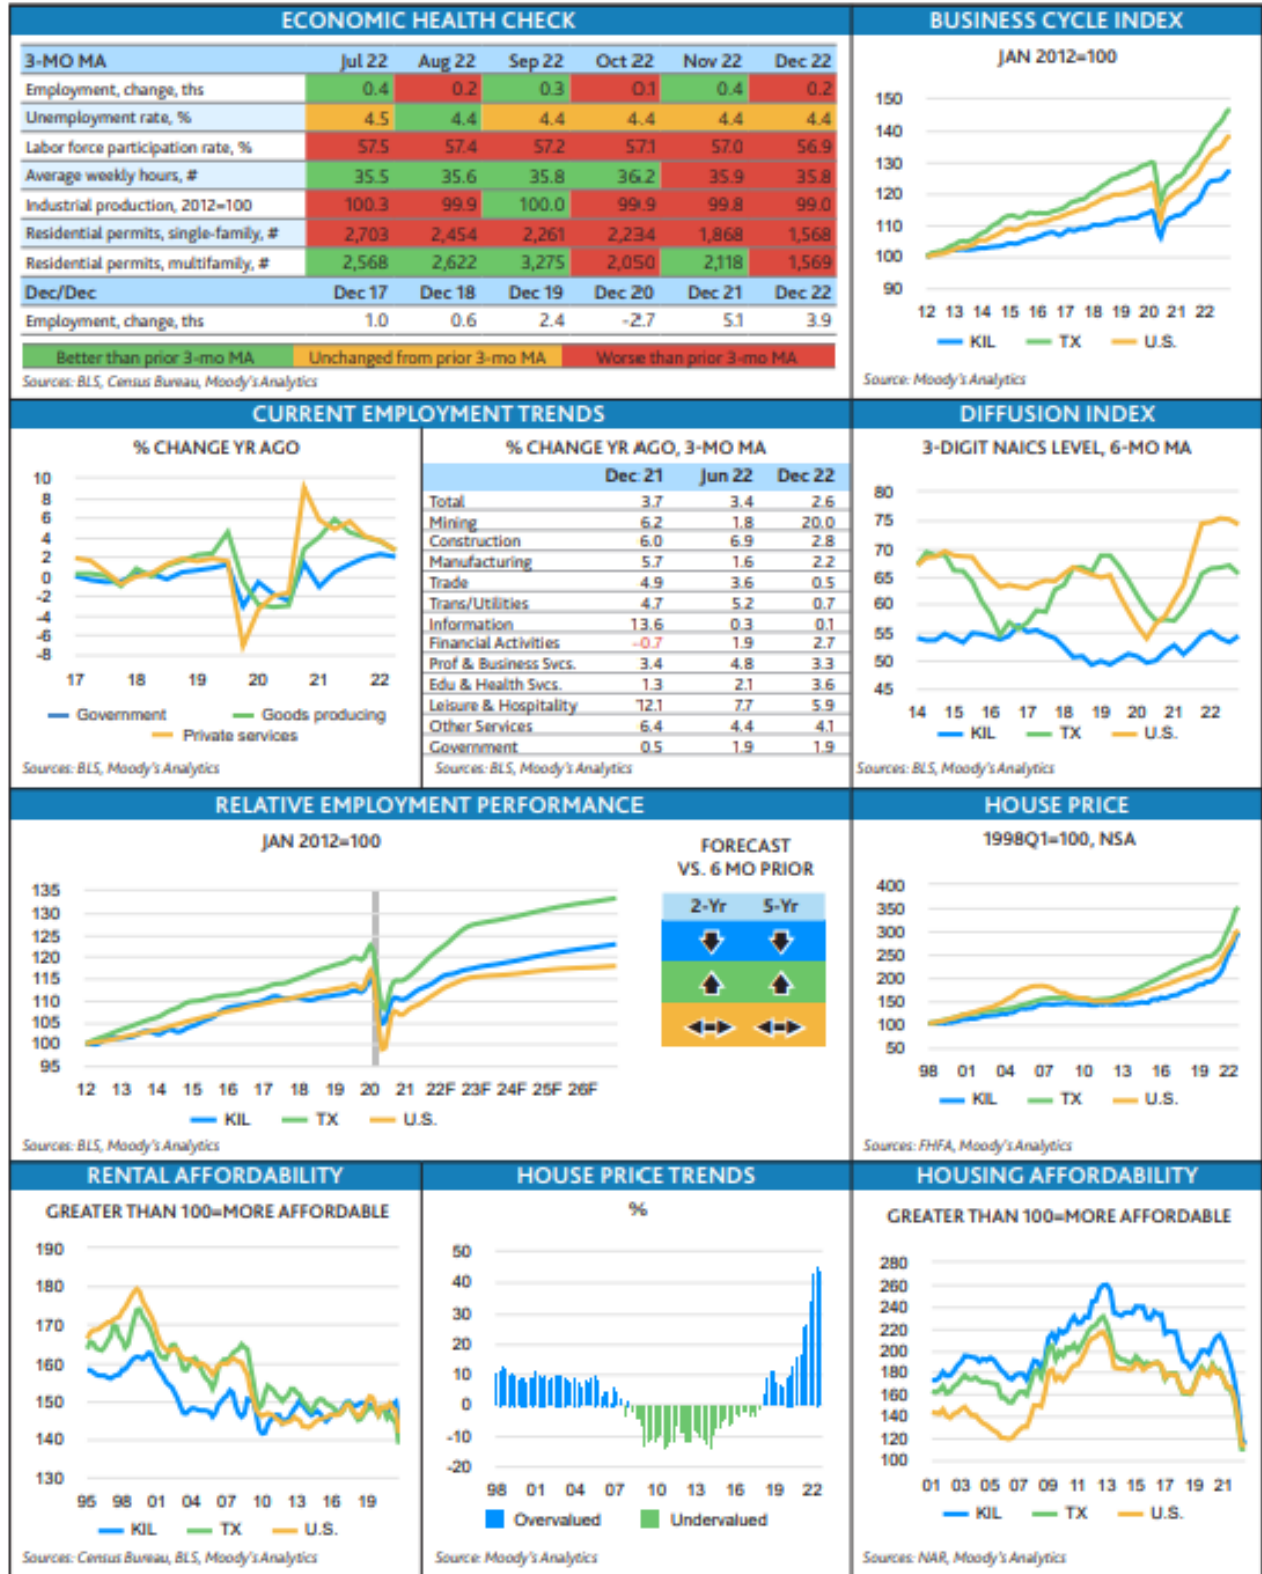 ECONOMIC HEALTH CHECK
3-MO MA Jul 22 Aug 22 Sep 22 Oct 22 Nov 22 Dec 22
Employment, change, ths 0.4 0.2 0.3 0.1 0.4 0.2
Unemployment rate, % 4.5 4.4 4.4 4.4 4.4 4.4
Labor force participation rate, % 57.5 57.4 57.2 57.1 57.0 56.9
Average weekly hours, # 35.5 35.6 35.8 36.2 35.9 35.8
Industrial production, 2012=100 100.3 99.9 100.0 99.9 99.8 99.0
Residential permits, single-family, # 2,703 2,454 2,261 2,234 1,868 1,568
Residential permits, multifamily, # 2,568 2,622 3,275 2,050 2,118 1,569
Dec/Dec Dec 17 Dec 18 Dec 19 Dec 20 Dec 21 Dec 22
Employment, change, ths 1.0 0.6 2.4 -2.7 5.1 3.9
Better than prior 3-mo MA Unchanged from prior 3-mo MA Worse than prior 3-mo MA
Sources: BLS, Census Bureau, Moody's Analytics
BUSINESS CYCLE INDEX
JAN 2012=100
150
140
130
120
110
100
90
12 13 14 15 16 17 18 19 20 21 22
KIL TX U.S.
Source: Moody's Analytics
CURRENT EMPLOYMENT TRENDS
% CHANGE YR AGO
10
8
6
4
2
0
-2
-4
-6
-8
17 18 19 20 21 22
Government Goods producing
Private services
Sources: BLS, Moody's Analytics
% CHANGE YR AGO, 3-MO MA
Dec 21 Jun 22 Dec 22
Total 3.7 3.4 2.6
Mining 6.2 1.8 20.0
Construction 6.0 6.9 2.8
Manufacturing 5.7 1.6 2.2
Trade 4.9 3.6 0.5
Trans/Utilities 4.7 5.2 0.7
Information 13.6 0.3 0.1
Financial Activities -0.7 1.9 2.7
Prof & Business Svcs. 3.4 4.8 3.3
Edu & Health Svcs. 1.3 2.1 3.6
Leisure & Hospitality 12.1 7.7 5.9
Other Services 6.4 4.4 4.1
Government 0.5 1.9 1.9
Sources: BLS, Moody's Analytics
DIFFUSION INDEX
3-DIGIT NAICS LEVEL, 6-MO MA
80
75
70
65
60
55
50
45
14 15 16 17 18 19 20 21 22
KIL TX U.S.
Sources: BLS, Moody's Analytics
RELATIVE EMPLOYMENT PERFORMANCE
JAN 2012=100
135
130
125
120
115
110
105
100
95
12 13 14 15 16 17 18 19 20 21 22F 23F 24F 25F 26F
KIL TX U.S.
Sources: BLS, Moody's Analytics
FORECAST
VS. 6 MO PRIOR
2-Yr 5-Yr
HOUSE PRICE
1998Q1=100, NSA
400
350
300
250
200
150
100
50
98 01 04 07 10 13 16 19 22
KIL TX U.S.
Sources: FHFA, Moody's Analytics
RENTAL AFFORDABILITY
GREATER THAN 100=MORE AFFORDABLE
190
180
170
160
150
140
130
95 98 01 04 07 10 13 16 19
KIL TX U.S.
Sources: Census Bureau, BLS, Moody's Analytics
HOUSE PRICE TRENDS
%
50
40
30
20
10
0
-10
-20
98 01 04 07 10 13 16 19 22
Overvalued Undervalued
Source: Moody's Analytics
HOUSING AFFORDABILITY
GREATER THAN 100=MORE AFFORDABLE
280
260
240
220
200
180
160
140
120
100
01 03 05 07 09 11 13 15 17 19 21
KIL TX U.S.
Sources: NAR, Moody's Analytics